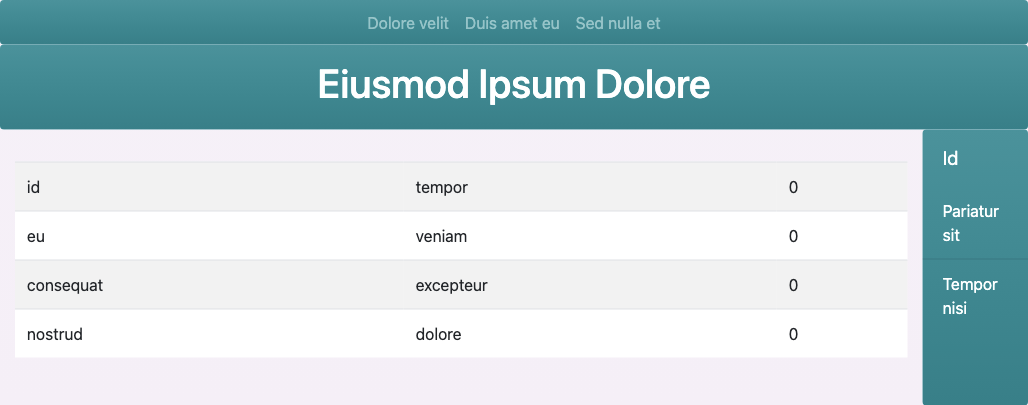 Dolore velit Duis amet eu Sed nulla et
Eiusmod Ipsum Dolore
id tempor 0
eu veniam 0
consequat excepteur 0
nostrud dolore 0
Id
Pariatur
sit
Tempor
nisi